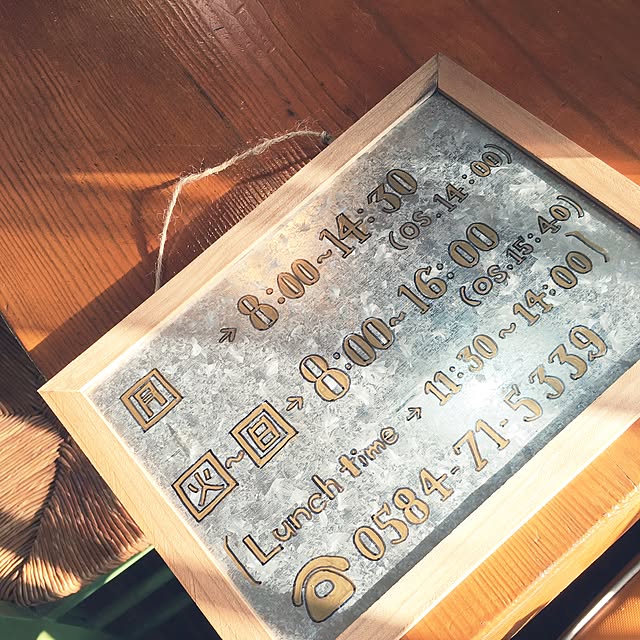 月 → 8:00~14:30
(OS.14:00)
火~日 → 8:00~16:00
(OS.15:40)
(Lunch time → 11:30~14:00)
☎ 0584-71-5339